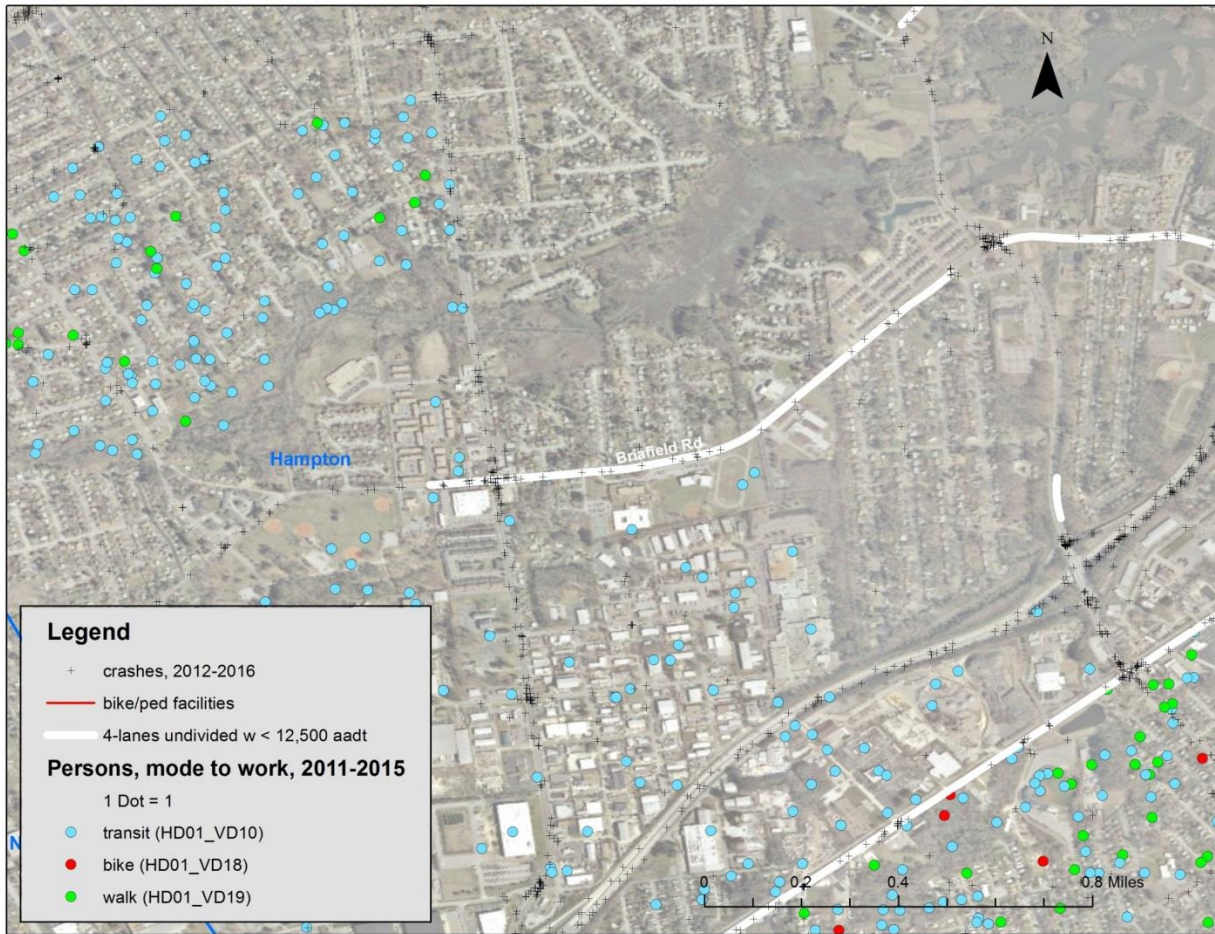 N
Hampton
Briafield Rd
Legend
crashes, 2012-2016
bike/ped facilities
4-lanes undivided w < 12,500 aadt
Persons, mode to work, 2011-2015
1 Dot = 1
transit (HD01_VD10)
bike (HD01_VD18)
walk (HD01_VD19)
N
0 0.2 0.4 0.8 Miles